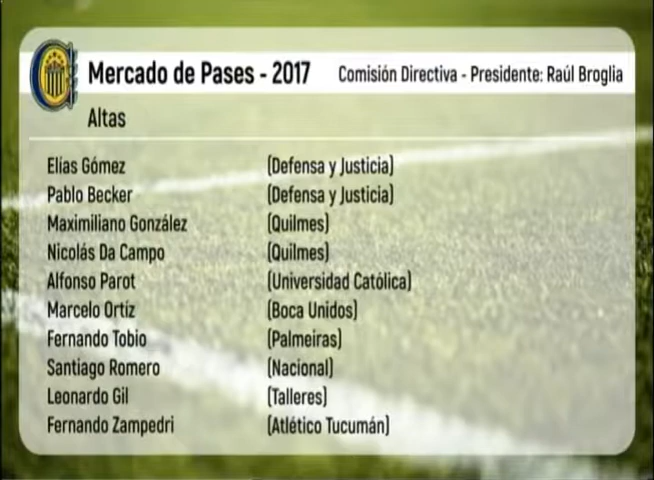 Mercado de Pases - 2017 Comisión Directiva - Presidente: Raúl Broglia
Altas
Elías Gómez (Defensa y Justicia)
Pablo Becker (Defensa y Justicia)
Maximiliano González (Quilmes)
Nicolás Da Campo (Quilmes)
Alfonso Parot (Universidad Católica)
Marcelo Ortíz (Boca Unidos)
Fernando Tobio (Palmeiras)
Santiago Romero (Nacional)
Leonardo Gil (Talleres)
Fernando Zampedri (Atlético Tucumán)